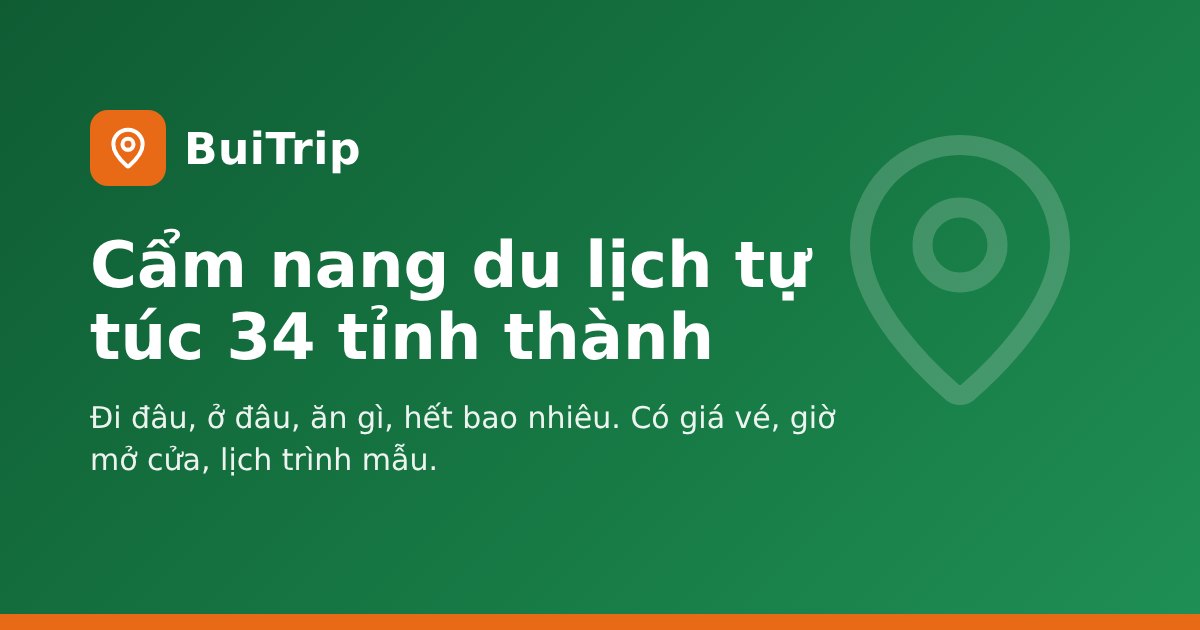 BuiTrip
Cẩm nang du lịch tự
túc 34 tỉnh thành
Đi đâu, ở đâu, ăn gì, hết bao nhiêu. Có giá vé, giờ
mở cửa, lịch trình mẫu.